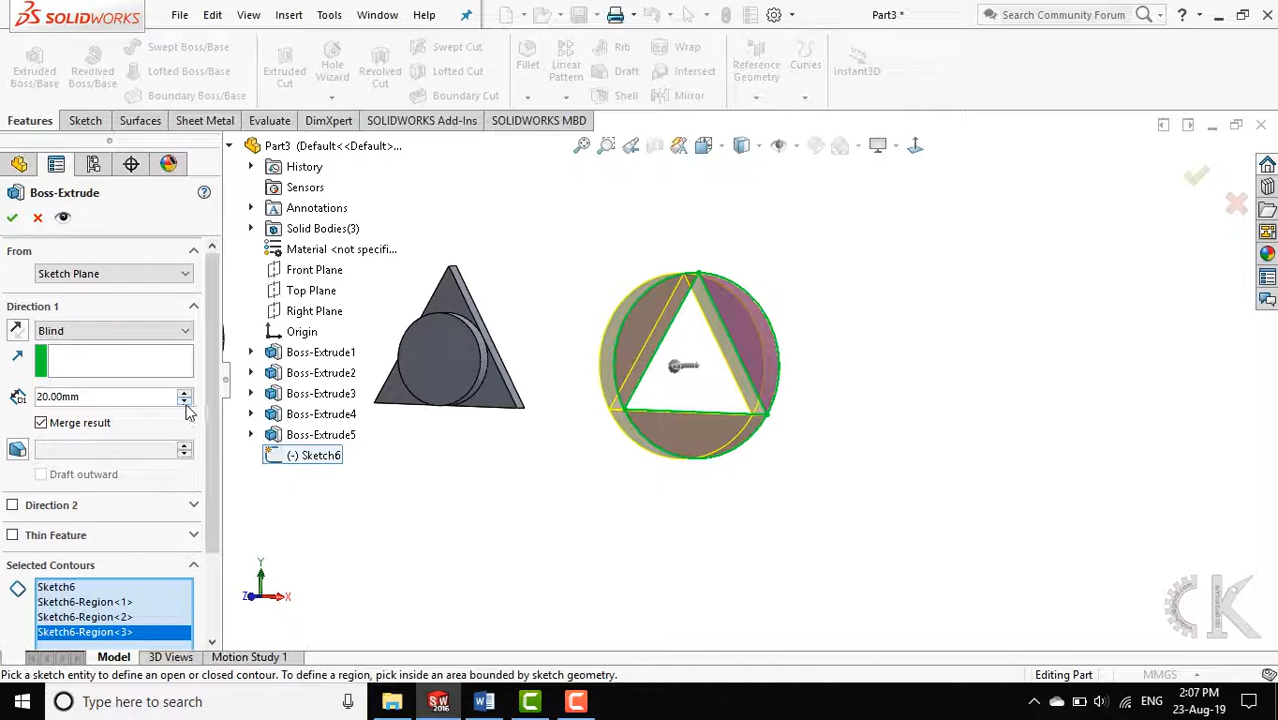 SOLIDWORKS File Edit View Insert Tools Window Help Part3 * Search Community Forum ?
Extruded Boss/Base
Revolved Boss/Base
Swept Boss/Base
Lofted Boss/Base
Boundary Boss/Base
Extruded Cut
Hole Wizard
Revolved Cut
Swept Cut
Lofted Cut
Boundary Cut
Fillet
Linear Pattern
Rib
Draft
Shell
Wrap
Intersect
Mirror
Reference Geometry
Curves
Instant3D
Features Sketch Surfaces Sheet Metal Evaluate DimXpert SOLIDWORKS Add-Ins SOLIDWORKS MBD
Boss-Extrude ?
From
Sketch Plane
Direction 1
Blind
D1 20.00mm
Merge result
Draft outward
Direction 2
Thin Feature
Selected Contours
Sketch6
Sketch6-Region<1>
Sketch6-Region<2>
Sketch6-Region<3>
Part3 (Default<<Default>...
History
Sensors
Annotations
Solid Bodies(3)
Material <not specifi...
Front Plane
Top Plane
Right Plane
Origin
Boss-Extrude1
Boss-Extrude2
Boss-Extrude3
Boss-Extrude4
Boss-Extrude5
(-) Sketch6
Y
Z X
Model 3D Views Motion Study 1
Pick a sketch entity to define an open or closed contour. To define a region, pick inside an area bounded by sketch geometry. Editing Part MMGS
Type here to search SW 2016 W C C ENG 2:07 PM
23-Aug-19